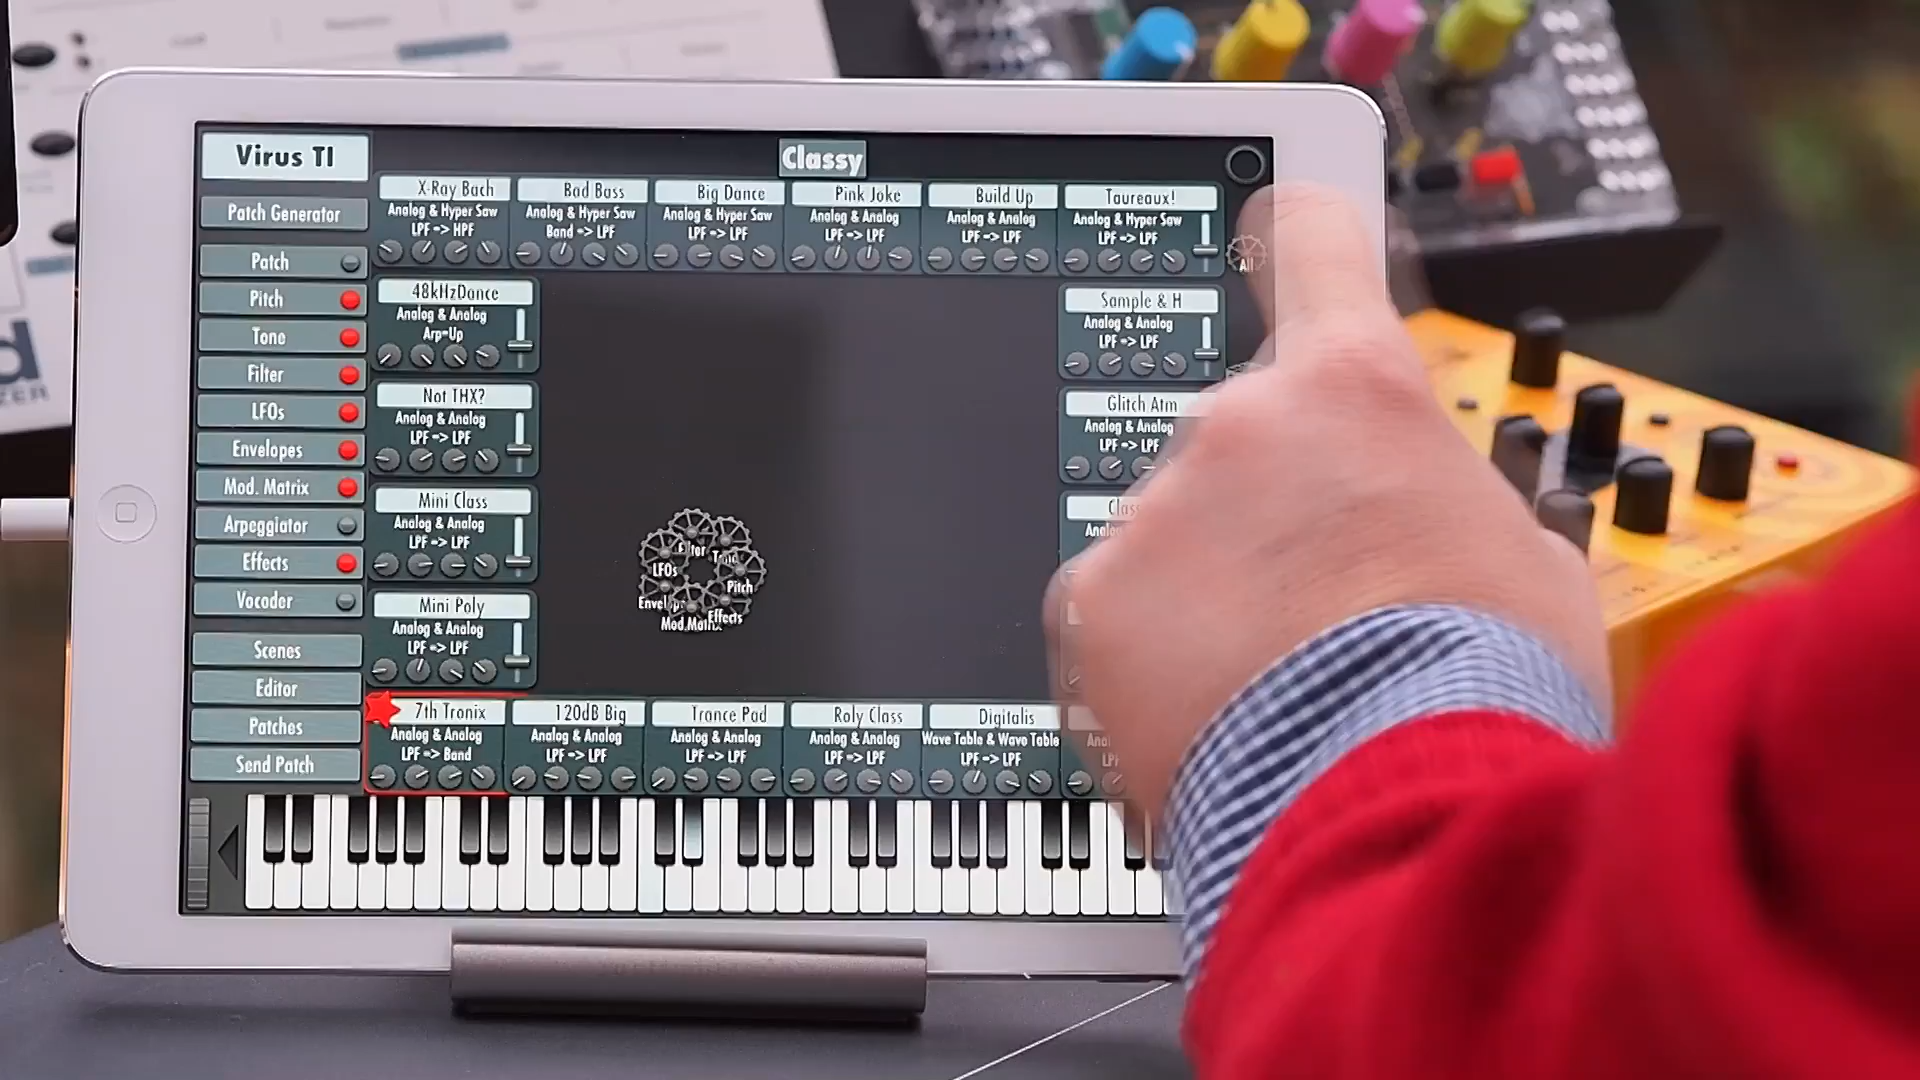 Virus TI
Classy
Patch Generator
Patch
Pitch
Tone
Filter
LFOs
Envelopes
Mod. Matrix
Arpeggiator
Effects
Vocoder
Scenes
Editor
Patches
Send Patch
X-Ray Bach
Analog & Hyper Saw
LPF => HPF
Bad Bass
Analog & Hyper Saw
Band => LPF
Big Dance
Analog & Hyper Saw
LPF => LPF
Pink Joke
Analog & Analog
LPF => LPF
Build Up
Analog & Analog
LPF => LPF
Taureaux!
Analog & Hyper Saw
LPF => LPF
All
48kHzDance
Analog & Analog
Arp=Up
Sample & H
Analog & Analog
LPF => LPF
Not THX?
Analog & Analog
LPF => LPF
Glitch Atm
Analog & Analog
LPF => LPF
Mini Class
Analog & Analog
LPF => LPF
Filter
Tone
LFOs
Pitch
Effects
Mod.Matrix
Mini Poly
Analog & Analog
LPF => LPF
7th Tronix
Analog & Analog
LPF => Band
120dB Big
Analog & Analog
LPF => LPF
Trance Pad
Analog & Analog
LPF => LPF
Roly Class
Analog & Analog
LPF => LPF
Digitalis
Wave Table & Wave Table
LPF => LPF